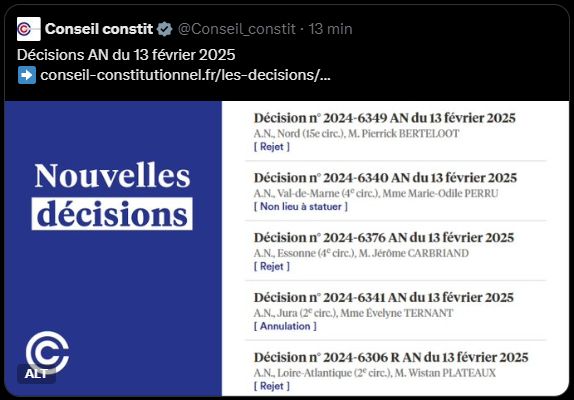 Conseil constit @Conseil_constit · 13 min
Décisions AN du 13 février 2025
➡ conseil-constitutionnel.fr/les-decisions/...
Nouvelles
décisions
ALT
Décision n° 2024-6349 AN du 13 février 2025
A.N., Nord (15e circ.), M. Pierrick BERTELOOT
[ Rejet ]
Décision n° 2024-6340 AN du 13 février 2025
A.N., Val-de-Marne (4e circ.), Mme Marie-Odile PERRU
[ Non lieu à statuer ]
Décision n° 2024-6376 AN du 13 février 2025
A.N., Essonne (4e circ.), M. Jérôme CARBRIAND
[ Rejet ]
Décision n° 2024-6341 AN du 13 février 2025
A.N., Jura (2e circ.), Mme Évelyne TERNANT
[ Annulation ]
Décision n° 2024-6306 R AN du 13 février 2025
A.N., Loire-Atlantique (2e circ.), M. Wistan PLATEAUX
[ Rejet ]